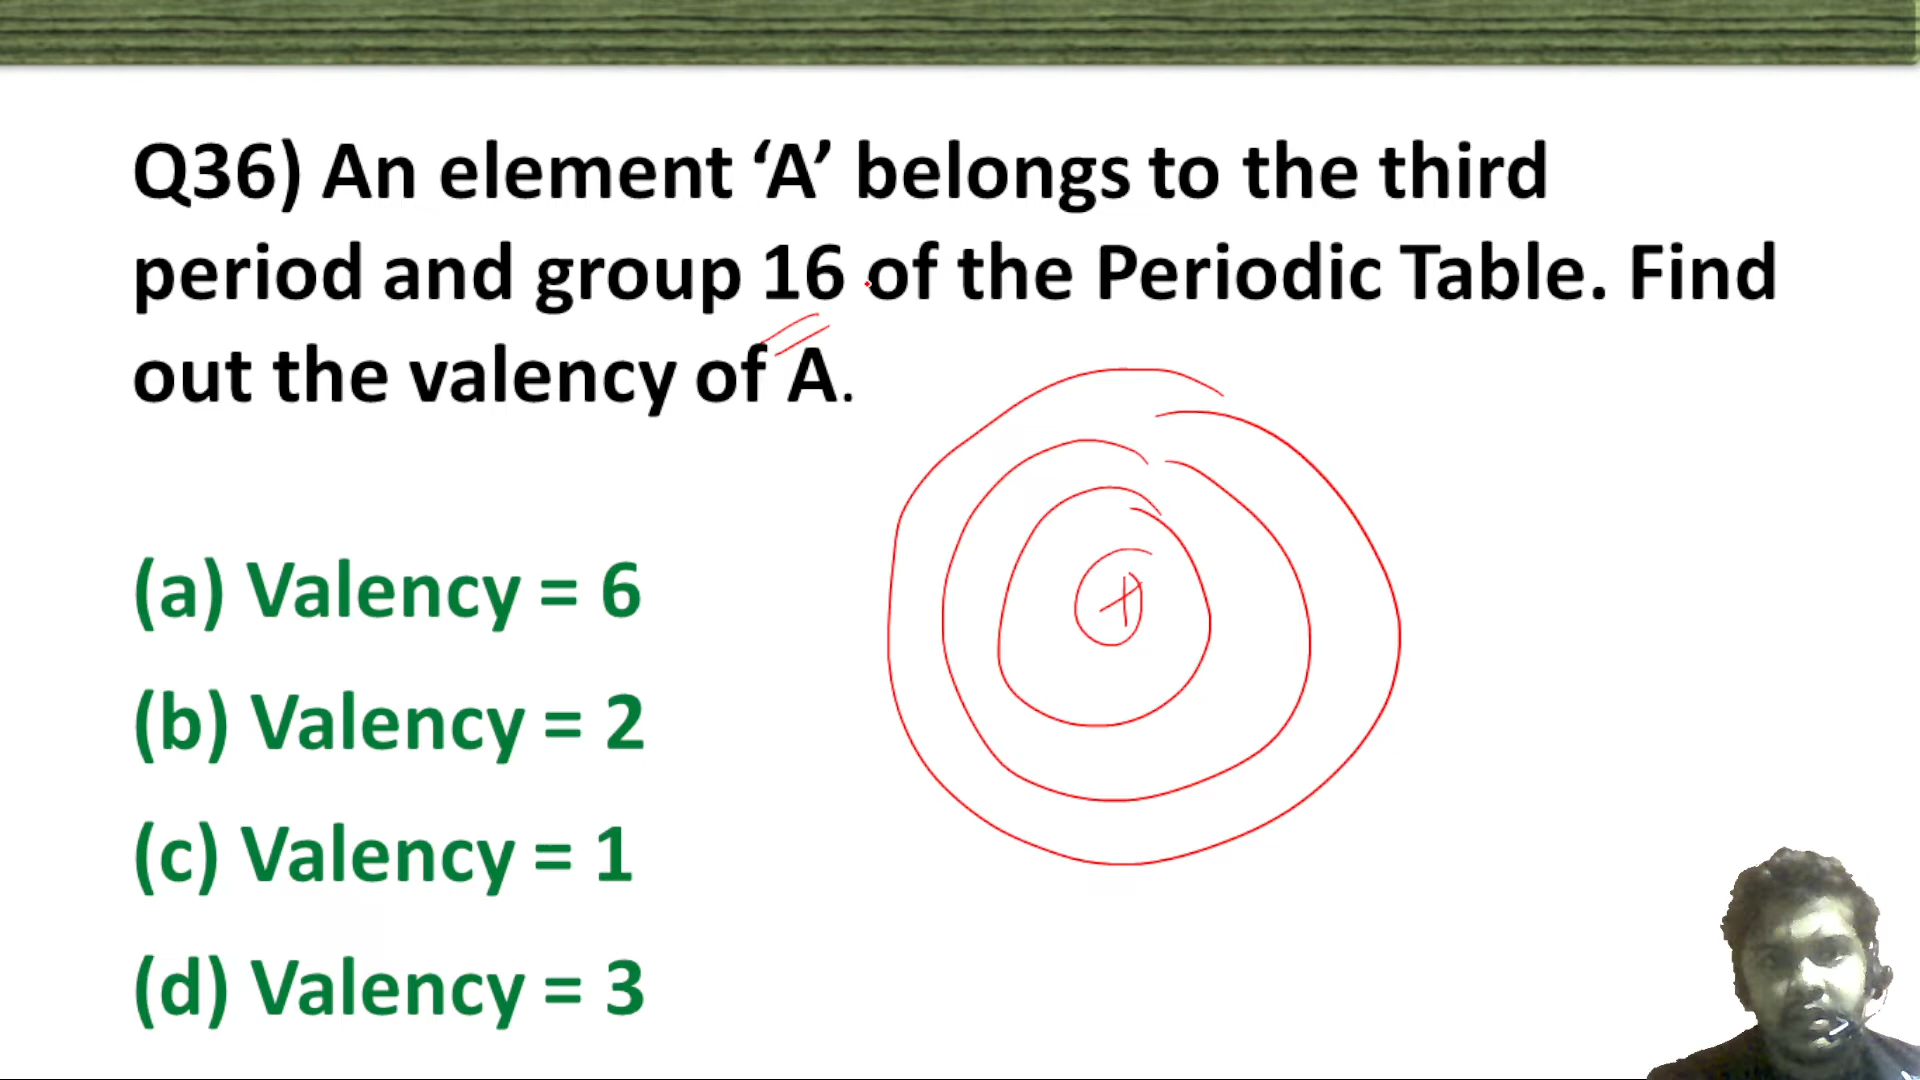 Q36) An element ‘A’ belongs to the third
period and group 16 of the Periodic Table. Find
out the valency of A.
(a) Valency = 6
(b) Valency = 2
(c) Valency = 1
(d) Valency = 3